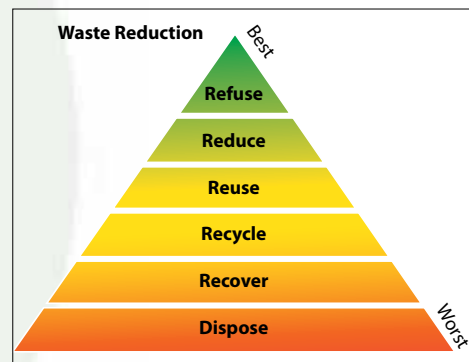 Waste Reduction
Best
Refuse
Reduce
Reuse
Recycle
Recover
Worst
Dispose